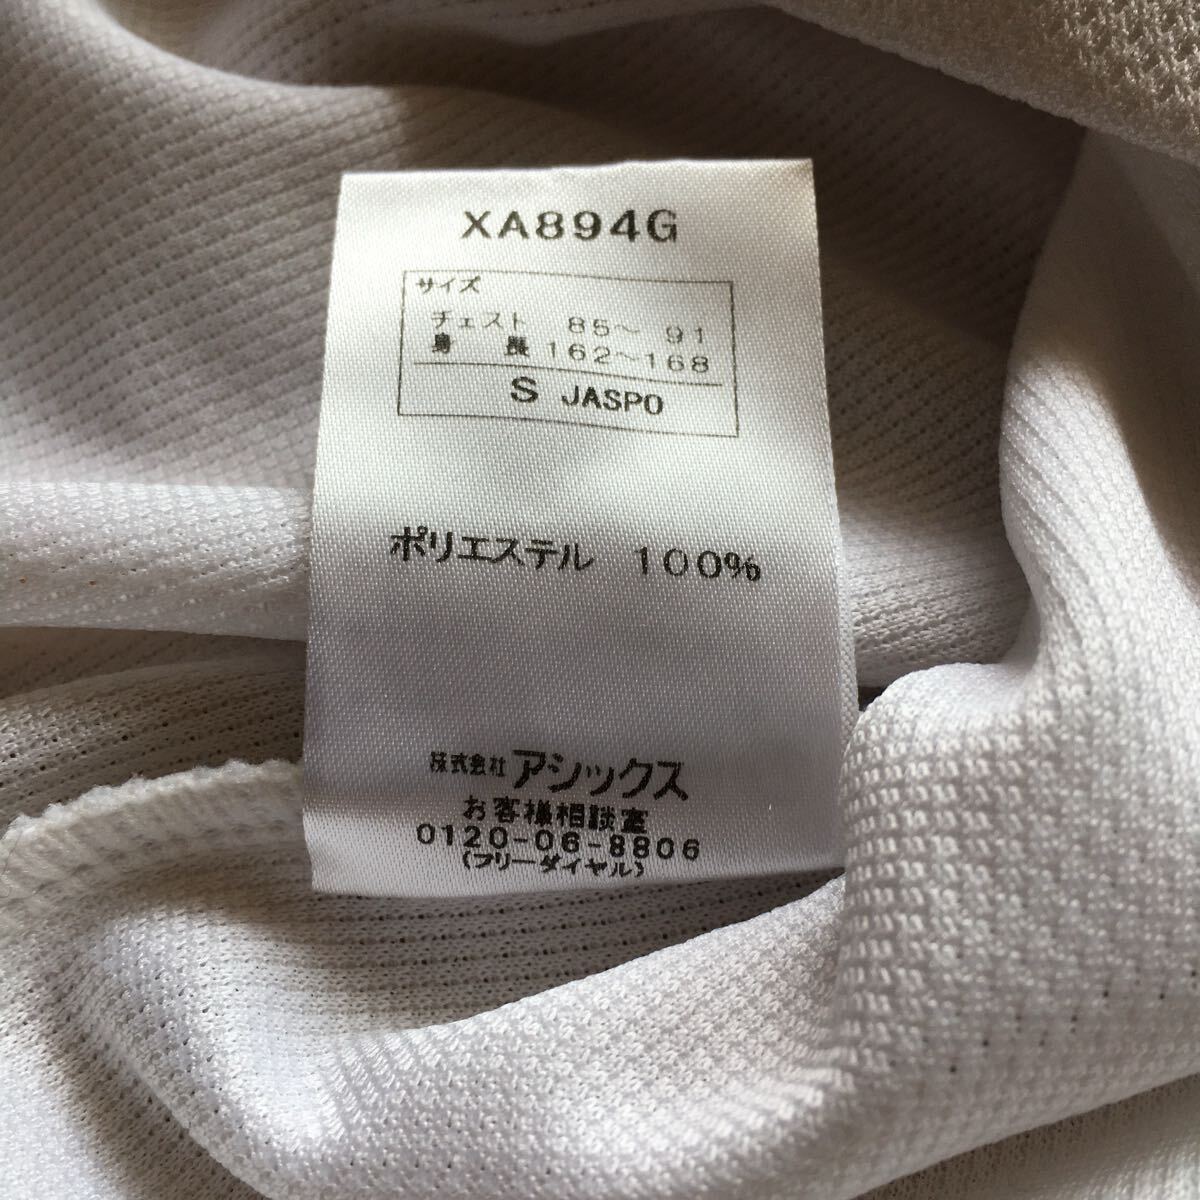 XA894G
サイズ
チェスト 85～ 91
身 長 162～168
S JASPO
ポリエステル 100%
株式会社 アシックス
お客様相談室
0120-06-8806
(フリーダイヤル)